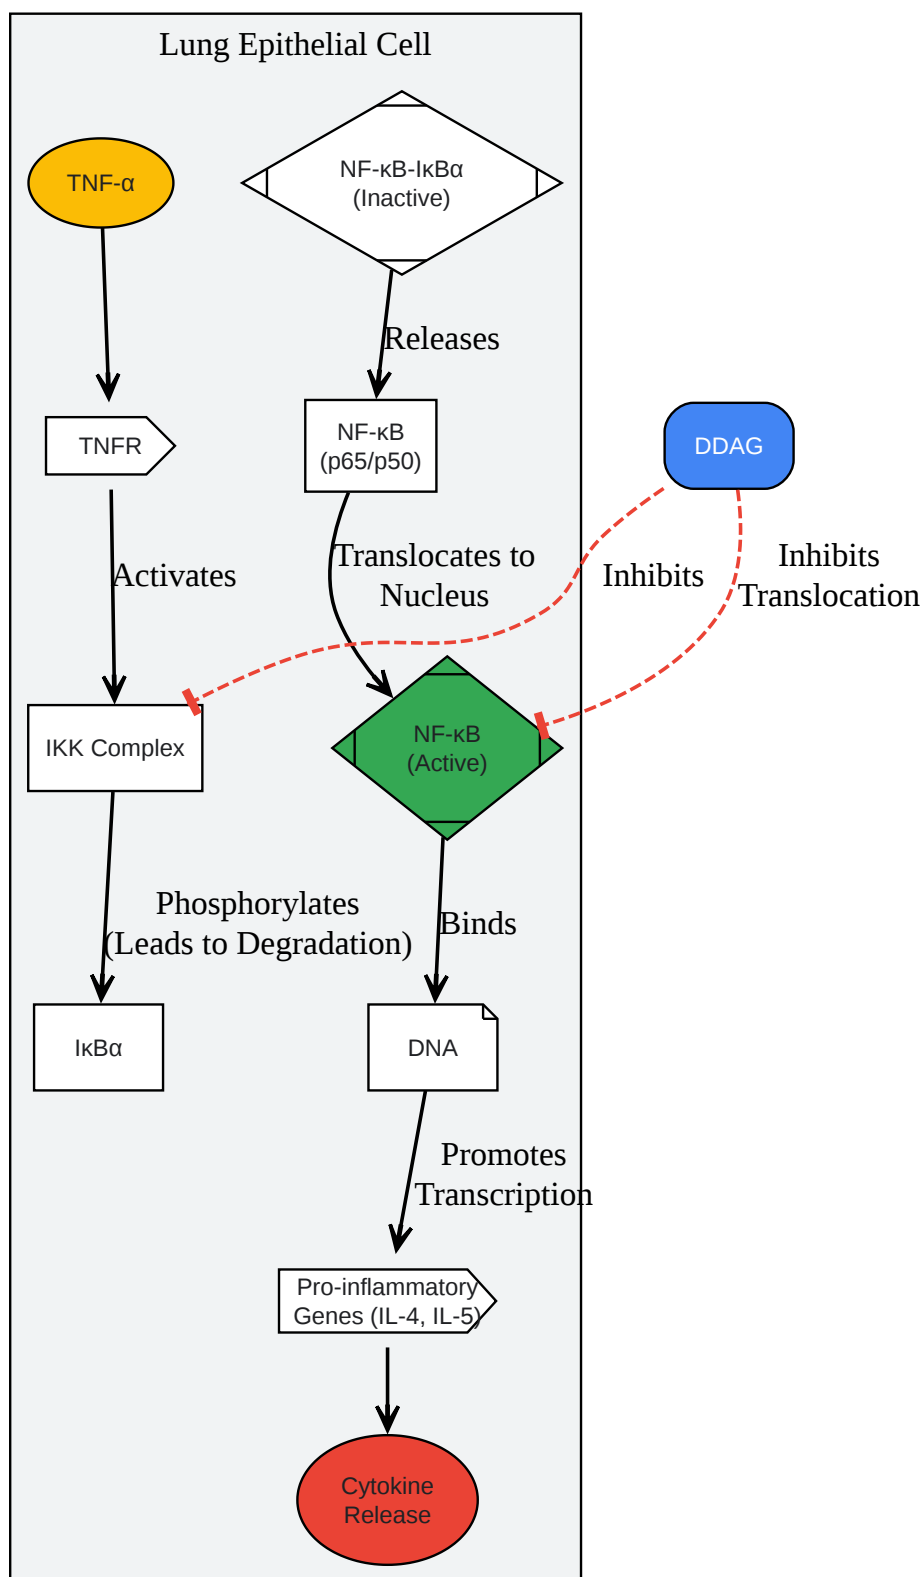 Lung Epithelial Cell
TNF-α
NF-κB-IκBα
(Inactive)
Releases
TNFR
NF-κB
(p65/p50)
DDAG
Activates
Translocates to
Nucleus
Inhibits
Inhibits
Translocation
IKK Complex
NF-κB
(Active)
Phosphorylates
(Leads to Degradation)
Binds
IκBα
DNA
Promotes
Transcription
Pro-inflammatory
Genes (IL-4, IL-5)
Cytokine
Release